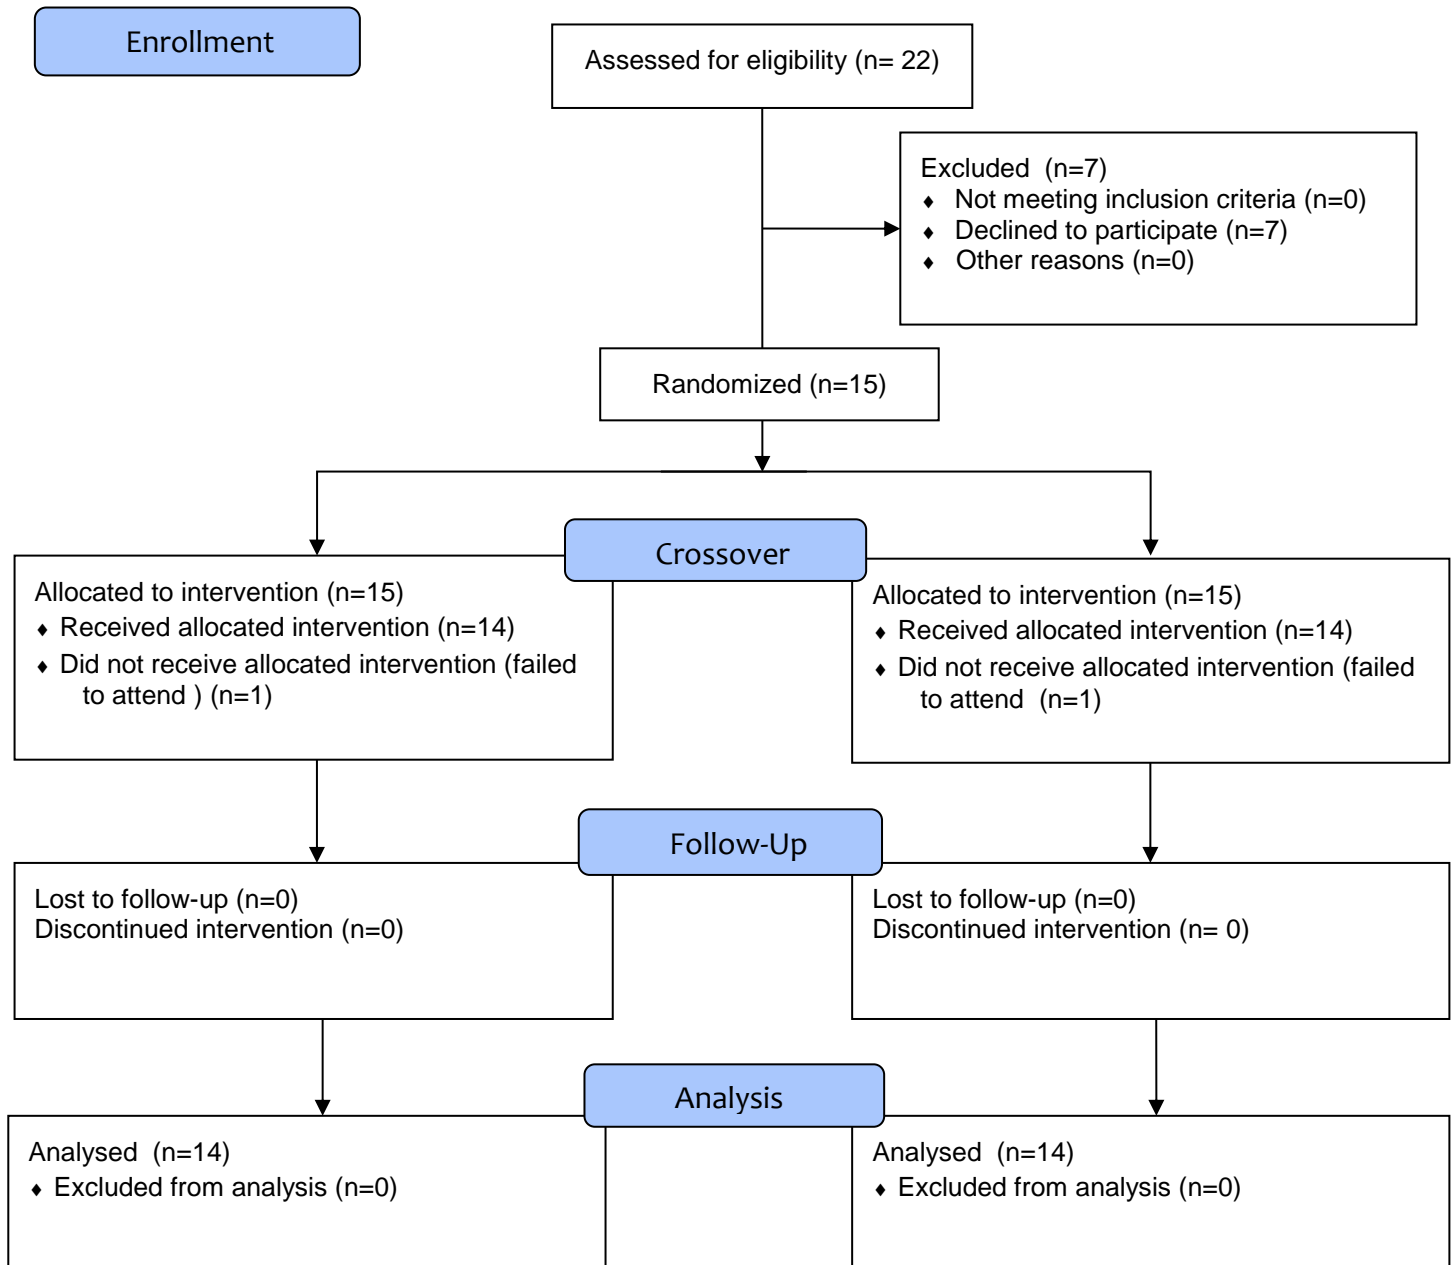 Enrollment
Assessed for eligibility (n= 22)
Excluded  (n=7)
♦ Not meeting inclusion criteria (n=0)
♦ Declined to participate (n=7)
♦ Other reasons (n=0)
Randomized (n=15)
Crossover
Allocated to intervention (n=15)
♦ Received allocated intervention (n=14)
♦ Did not receive allocated intervention (failed
to attend ) (n=1)
Allocated to intervention (n=15)
♦ Received allocated intervention (n=14)
♦ Did not receive allocated intervention (failed
to attend  (n=1)
Follow-Up
Lost to follow-up (n=0)
Discontinued intervention (n=0)
Lost to follow-up (n=0)
Discontinued intervention (n= 0)
Analysis
Analysed  (n=14)
♦ Excluded from analysis (n=0)
Analysed  (n=14)
♦ Excluded from analysis (n=0)